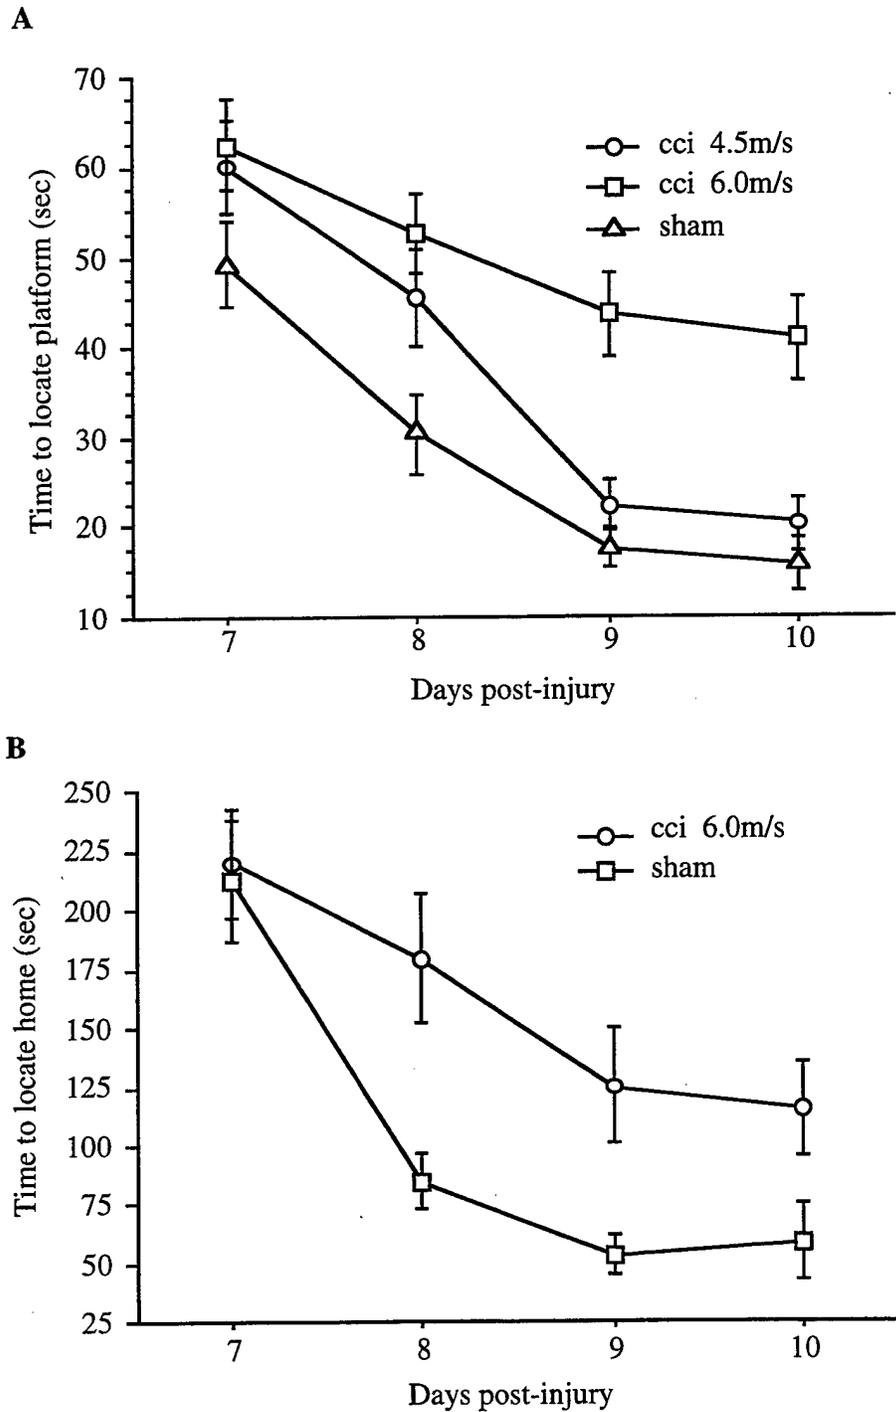 A
70
60
50
40
30
20
10
Time to locate platform (sec)
cci 4.5m/s
cci 6.0m/s
sham
7 8 9 10
Days post-injury
B
250
225
200
175
150
125
100
75
50
25
Time to locate home (sec)
cci 6.0m/s
sham
7 8 9 10
Days post-injury